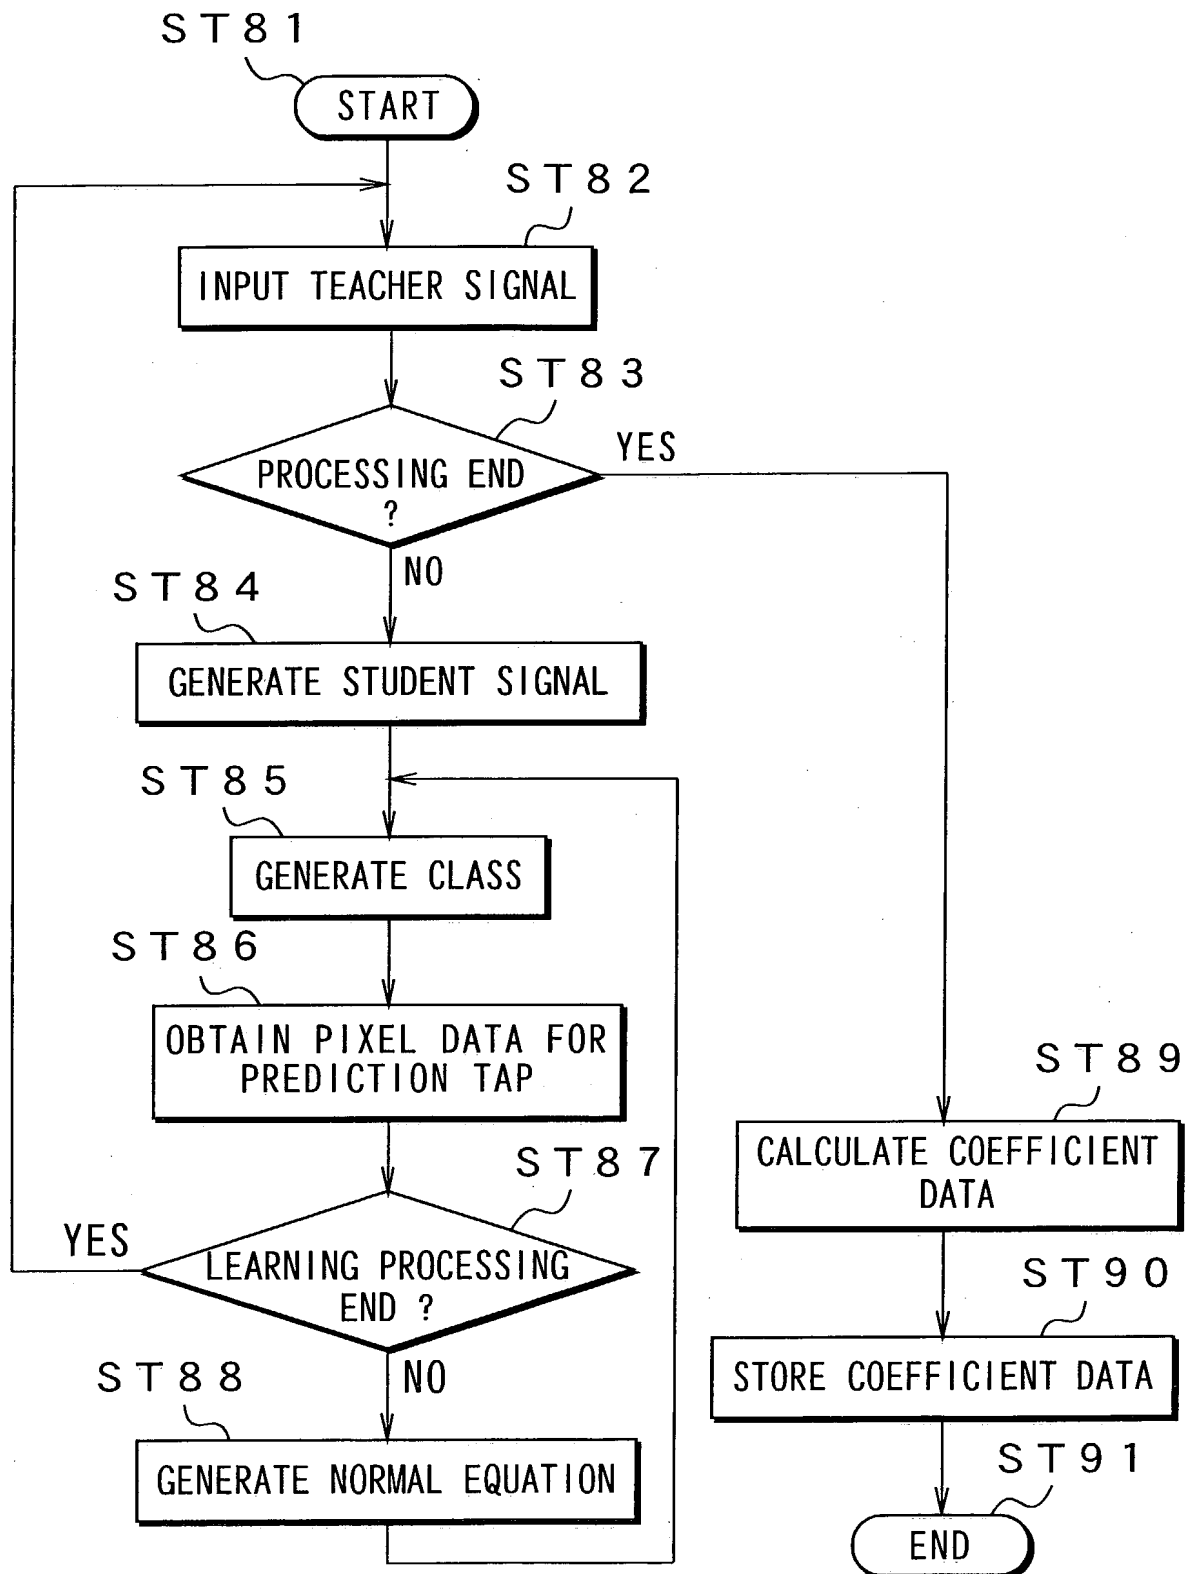 ST81
START
ST82
INPUT TEACHER SIGNAL
ST83
PROCESSING END
?
YES
NO
ST84
GENERATE STUDENT SIGNAL
ST85
GENERATE CLASS
ST86
OBTAIN PIXEL DATA FOR
PREDICTION TAP
ST87
LEARNING PROCESSING
END ?
YES
NO
ST88
GENERATE NORMAL EQUATION
ST89
CALCULATE COEFFICIENT
DATA
ST90
STORE COEFFICIENT DATA
ST91
END